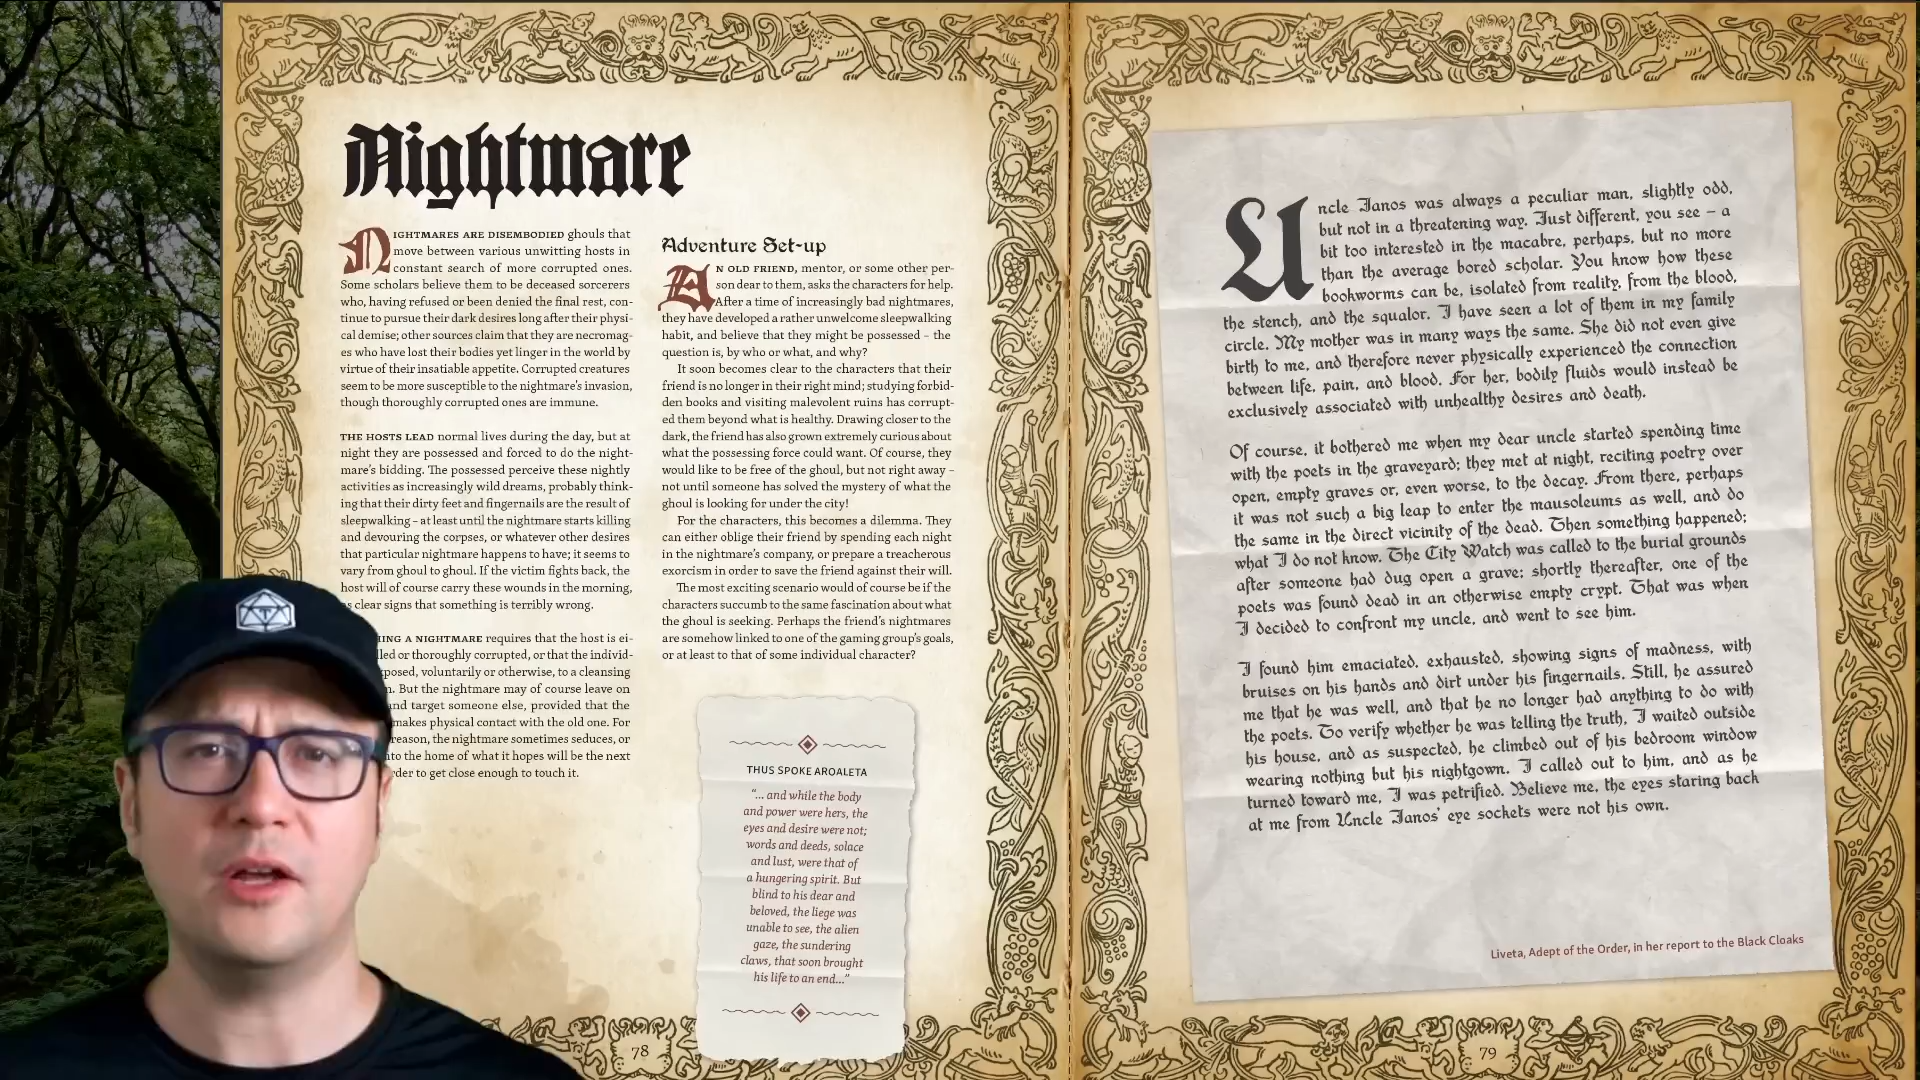 Nightmare
NIGHTMARES ARE DISEMBODIED ghouls that
move between various unwitting hosts in
constant search of more corrupted ones.
Some scholars believe them to be deceased sorcerers
who, having refused or been denied the final rest, con-
tinue to pursue their dark desires long after their physi-
cal demise; other sources claim that they are necromag-
es who have lost their bodies yet linger in the world by
virtue of their insatiable appetite. Corrupted creatures
seem to be more susceptible to the nightmare's invasion,
though thoroughly corrupted ones are immune.
THE HOSTS LEAD normal lives during the day, but at
night they are possessed and forced to do the night-
mare's bidding. The possessed perceive these nightly
activities as increasingly wild dreams, probably think-
ing that their dirty feet and fingernails are the result of
sleepwalking – at least until the nightmare starts killing
and devouring the corpses, or whatever other desires
that particular nightmare happens to have; it seems to
vary from ghoul to ghoul. If the victim fights back, the
host will of course carry these wounds in the morning,
as clear signs that something is terribly wrong.
A NIGHTMARE requires that the host is ei-
or thoroughly corrupted, or that the individ-
voluntarily or otherwise, to a cleansing
But the nightmare may of course leave on
and target someone else, provided that the
makes physical contact with the old one. For
reason, the nightmare sometimes seduces, or
the home of what it hopes will be the next
to get close enough to touch it.
Adventure Set-up
AN OLD FRIEND, mentor, or some other per-
son dear to them, asks the characters for help.
After a time of increasingly bad nightmares,
they have developed a rather unwelcome sleepwalking
habit, and believe that they might be possessed – the
question is, by who or what, and why?
It soon becomes clear to the characters that their
friend is no longer in their right mind; studying forbid-
den books and visiting malevolent ruins has corrupt-
ed them beyond what is healthy. Drawing closer to the
dark, the friend has also grown extremely curious about
what the possessing force could want. Of course, they
would like to be free of the ghoul, but not right away –
not until someone has solved the mystery of what the
ghoul is looking for under the city!
For the characters, this becomes a dilemma. They
can either oblige their friend by spending each night
in the nightmare's company, or prepare a treacherous
exorcism in order to save the friend against their will.
The most exciting scenario would of course be if the
characters succumb to the same fascination about what
the ghoul is seeking. Perhaps the friend's nightmares
are somehow linked to one of the gaming group's goals,
or at least to that of some individual character?
THUS SPOKE AROALETA
"... and while the body
and power were hers, the
eyes and desire were not;
words and deeds, solace
and lust, were that of
a hungering spirit. But
blind to his dear and
beloved, the liege was
unable to see, the alien
gaze, the sundering
claws, that soon brought
his life to an end..."
78
Uncle Janos was always a peculiar man, slightly odd,
but not in a threatening way. Just different, you see – a
bit too interested in the macabre, perhaps, but no more
than the average bored scholar. You know how these
bookworms can be, isolated from reality, from the blood,
the stench, and the squalor. I have seen a lot of them in my family
circle. My mother was in many ways the same. She did not even give
birth to me, and therefore never physically experienced the connection
between life, pain, and blood. For her, bodily fluids would instead be
exclusively associated with unhealthy desires and death.
Of course, it bothered me when my dear uncle started spending time
with the poets in the graveyard; they met at night, reciting poetry over
open, empty graves or, even worse, to the decay. From there, perhaps
it was not such a big leap to enter the mausoleums as well, and do
the same in the direct vicinity of the dead. Then something happened;
what I do not know. The City Watch was called to the burial grounds
after someone had dug open a grave; shortly thereafter, one of the
poets was found dead in an otherwise empty crypt. That was when
I decided to confront my uncle, and went to see him.
I found him emaciated, exhausted, showing signs of madness, with
bruises on his hands and dirt under his fingernails. Still, he assured
me that he was well, and that he no longer had anything to do with
the poets. To verify whether he was telling the truth, I waited outside
his house, and as suspected, he climbed out of his bedroom window
wearing nothing but his nightgown. I called out to him, and as he
turned toward me, I was petrified. Believe me, the eyes staring back
at me from Uncle Janos' eye sockets were not his own.
Liveta, Adept of the Order, in her report to the Black Cloaks
79